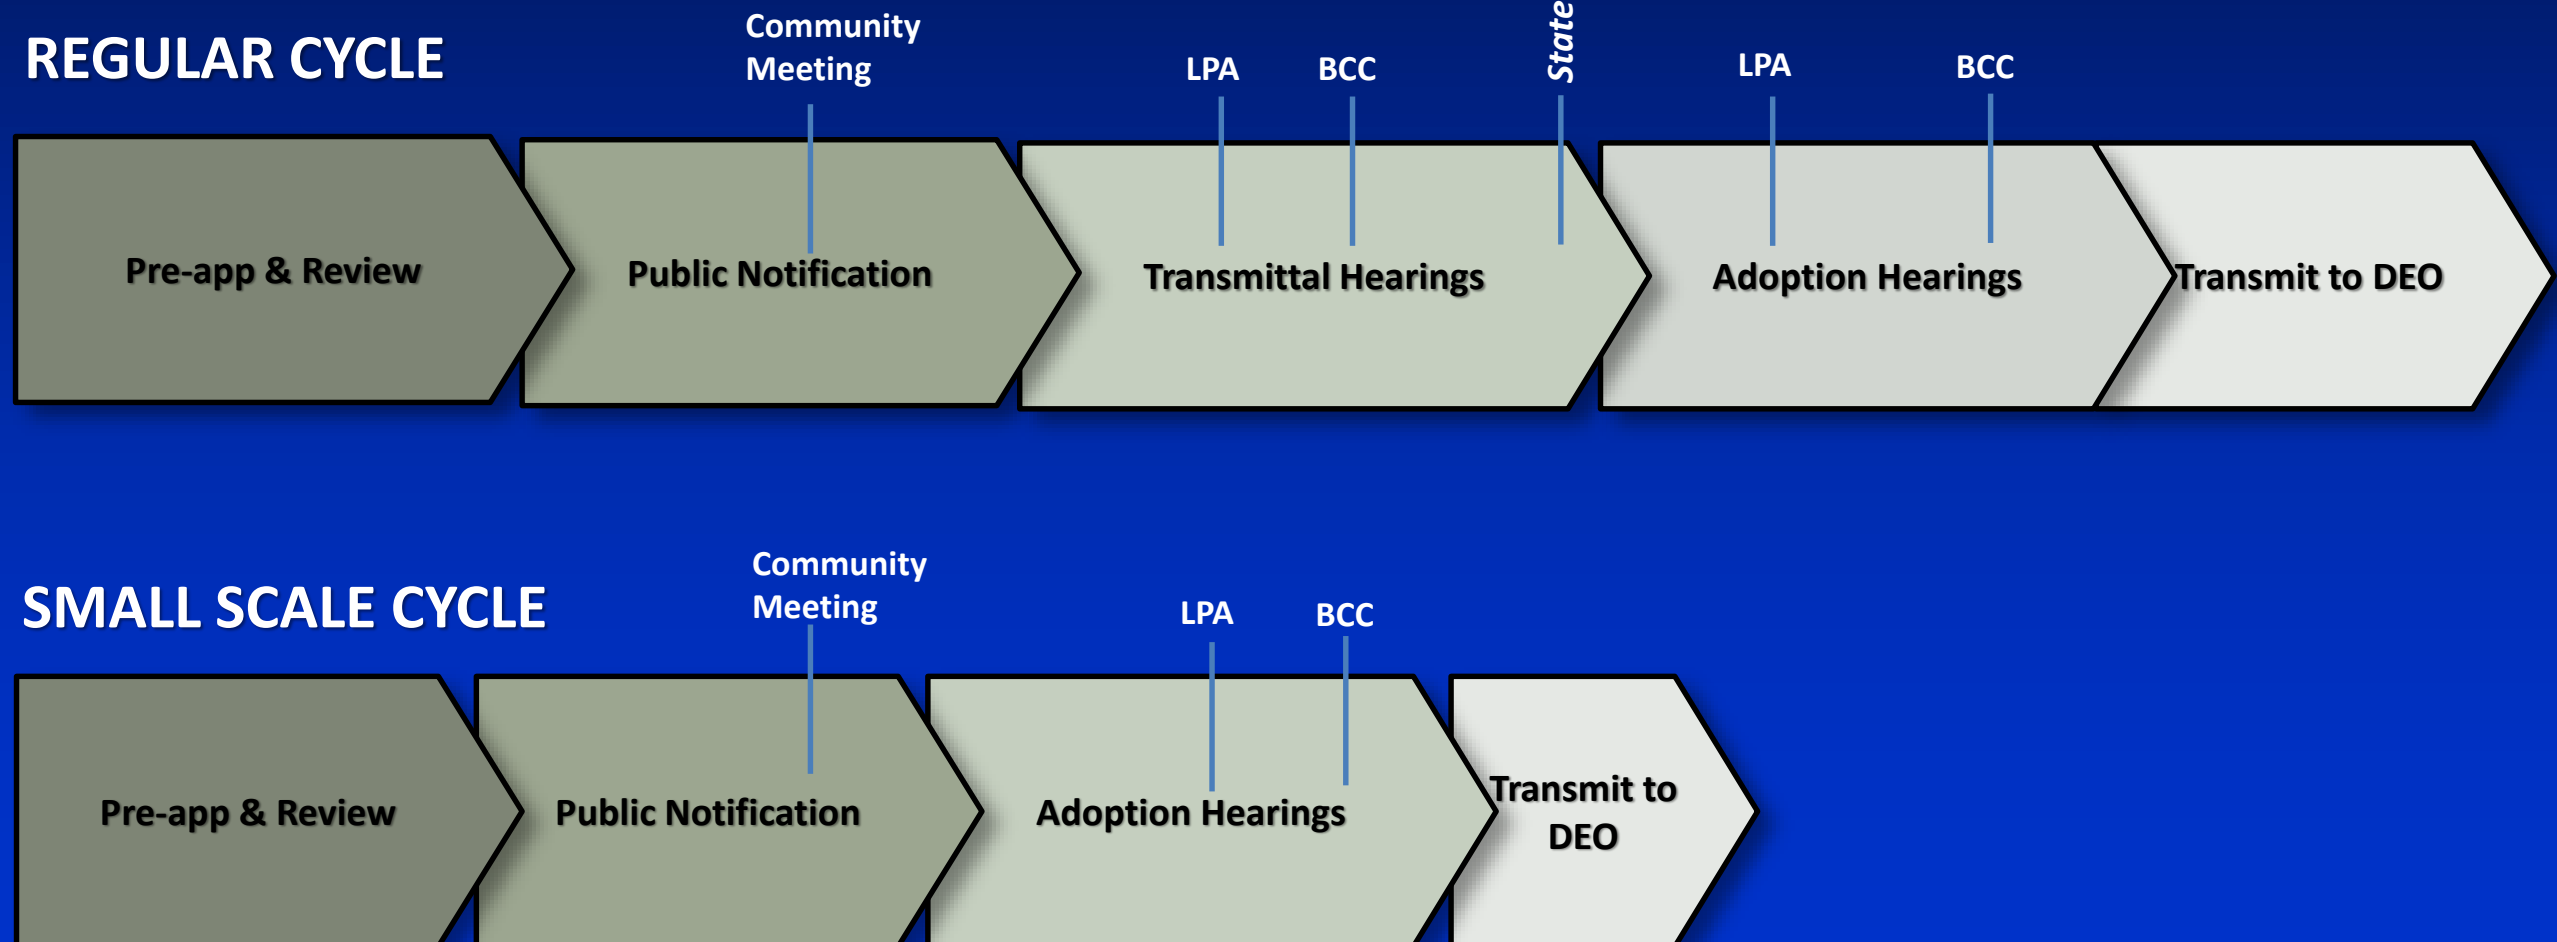 REGULAR CYCLE
Community
Meeting
LPA
BCC
State
LPA
BCC
Pre-app & Review
Public Notification
Transmittal Hearings
Adoption Hearings
Transmit to DEO
SMALL SCALE CYCLE
Community
Meeting
LPA
BCC
Pre-app & Review
Public Notification
Adoption Hearings
Transmit to
DEO